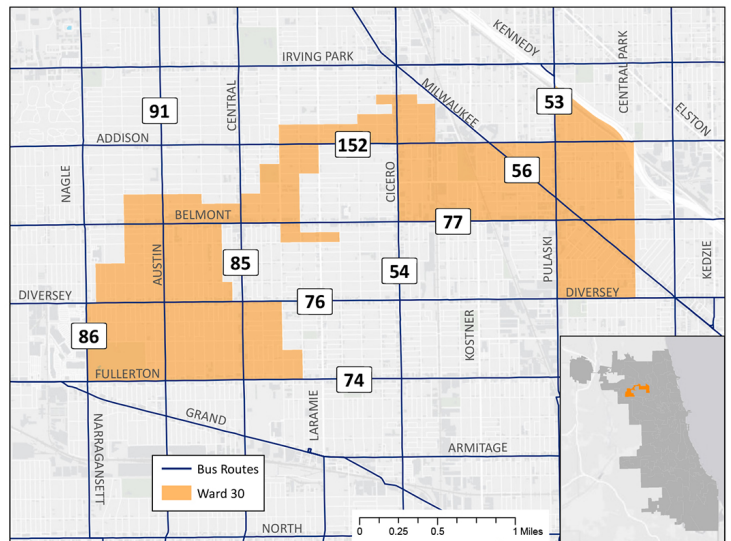 KENNEDY
IRVING PARK
CENTRAL PARK
MILWAUKEE
91
CENTRAL
53
ELSTON
ADDISON
152
NAGLE
CICERO
56
BELMONT
77
AUSTIN
85
PULASKI
KEDZIE
54
DIVERSEY
76
DIVERSEY
86
KOSTNER
FULLERTON
74
GRAND
LARAMIE
NARRAGANSETT
ARMITAGE
Bus Routes
Ward 30
NORTH
0 0.25 0.5 1 Miles